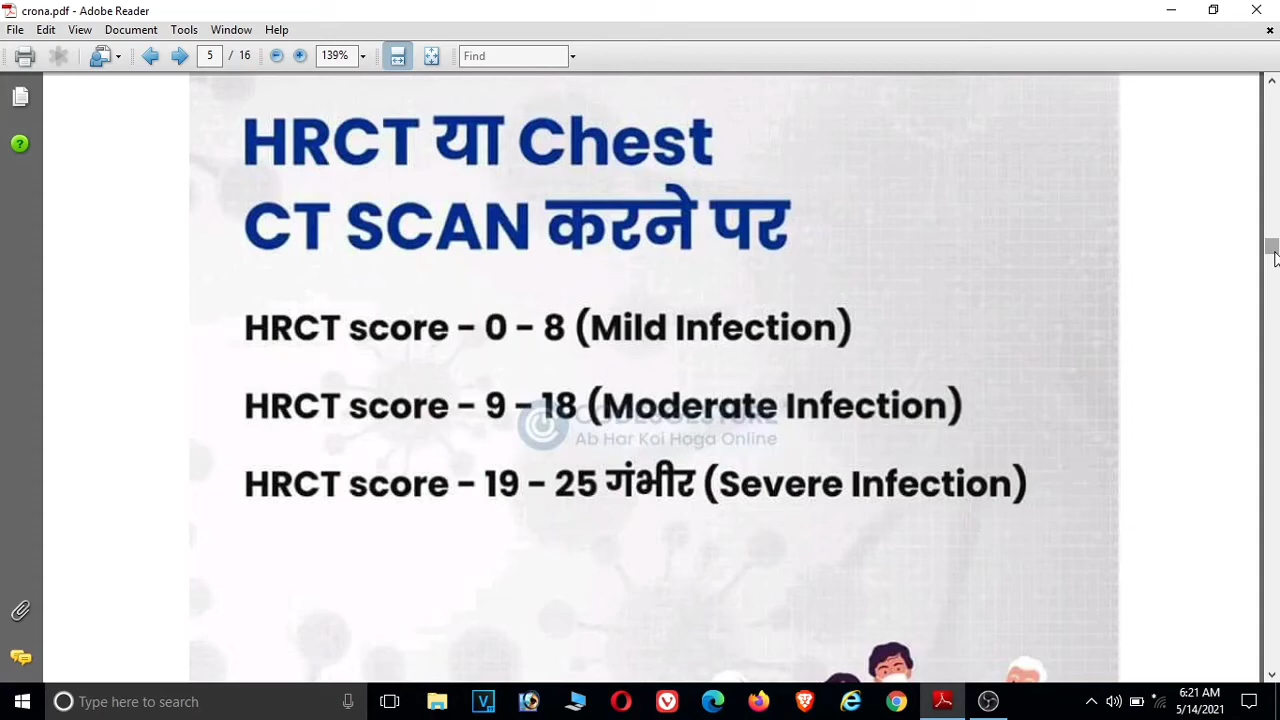 crona.pdf - Adobe Reader
File Edit View Document Tools Window Help
5 / 16 139% Find
HRCT या Chest
CT SCAN करने पर
HRCT score - 0 - 8 (Mild Infection)
HRCT score - 9 - 18 (Moderate Infection)
Ab Har Koi Hoga Online
HRCT score - 19 - 25 गंभीर (Severe Infection)
Type here to search
6:21 AM
5/14/2021